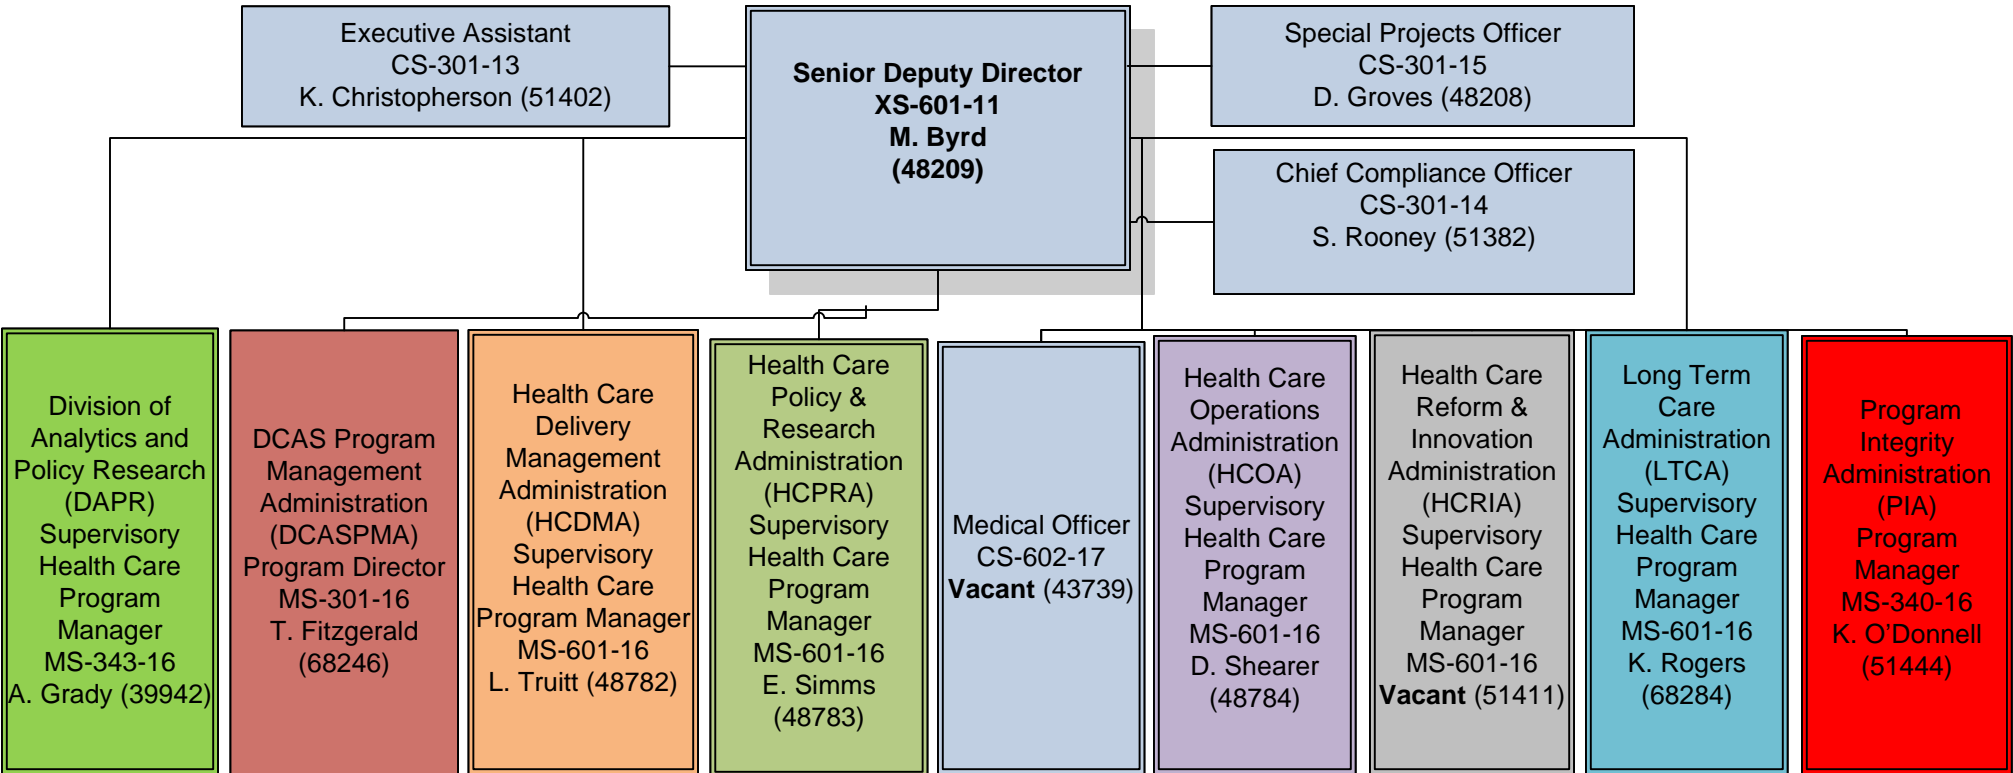 Executive Assistant
CS-301-13
K. Christopherson (51402)
Senior Deputy Director
XS-601-11
M. Byrd
(48209)
Special Projects Officer
CS-301-15
D. Groves (48208)
Chief Compliance Officer
CS-301-14
S. Rooney (51382)
Division of
Analytics and
Policy Research
(DAPR)
Supervisory
Health Care
Program
Manager
MS-343-16
A. Grady (39942)
DCAS Program
Management
Administration
(DCASPMA)
Program Director
MS-301-16
T. Fitzgerald
(68246)
Health Care
Delivery
Management
Administration
(HCDMA)
Supervisory
Health Care
Program Manager
MS-601-16
L. Truitt (48782)
Health Care
Policy &
Research
Administration
(HCPRA)
Supervisory
Health Care
Program
Manager
MS-601-16
E. Simms
(48783)
Medical Officer
CS-602-17
Vacant (43739)
Health Care
Operations
Administration
(HCOA)
Supervisory
Health Care
Program
Manager
MS-601-16
D. Shearer
(48784)
Health Care
Reform &
Innovation
Administration
(HCRIA)
Supervisory
Health Care
Program
Manager
MS-601-16
Vacant (51411)
Long Term
Care
Administration
(LTCA)
Supervisory
Health Care
Program
Manager
MS-601-16
K. Rogers
(68284)
Program
Integrity
Administration
(PIA)
Program
Manager
MS-340-16
K. O’Donnell
(51444)